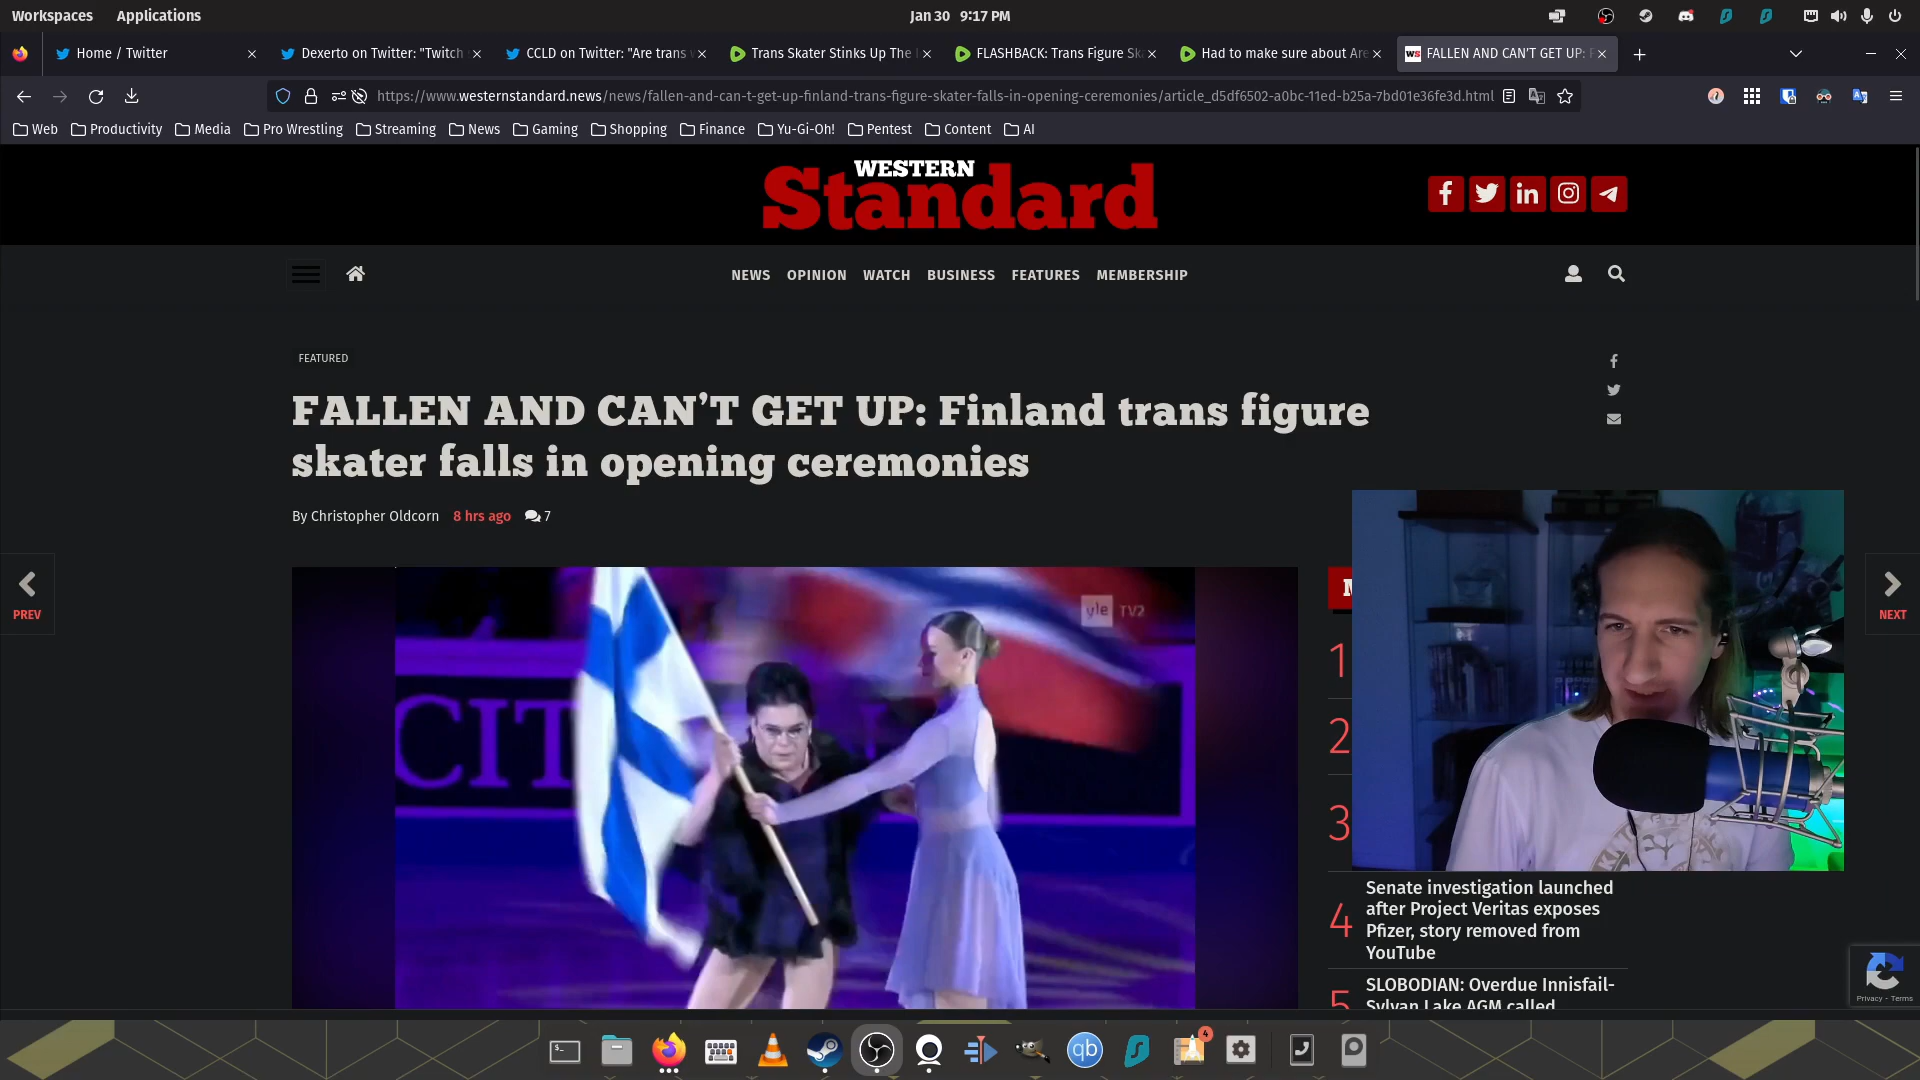 Workspaces Applications Jan 30 9:17 PM
Home / Twitter
Dexerto on Twitter: "Twitch
CCLD on Twitter: "Are trans w
Trans Skater Stinks Up The
FLASHBACK: Trans Figure Sk
Had to make sure about Are
FALLEN AND CAN'T GET UP: F
https://www.westernstandard.news/news/fallen-and-can-t-get-up-finland-trans-figure-skater-falls-in-opening-ceremonies/article_d5df6502-a0bc-11ed-b25a-7bd01e36fe3d.html
Web Productivity Media Pro Wrestling Streaming News Gaming Shopping Finance Yu-Gi-Oh! Pentest Content AI
WESTERN
Standard
NEWS OPINION WATCH BUSINESS FEATURES MEMBERSHIP
FEATURED
FALLEN AND CAN'T GET UP: Finland trans figure
skater falls in opening ceremonies
By Christopher Oldcorn 8 hrs ago 7
PREV
NEXT
yle TV2
CIT
1
2
3
4
Senate investigation launched
after Project Veritas exposes
Pfizer, story removed from
YouTube
5
SLOBODIAN: Overdue Innisfail-
Sylvan Lake AGM called
Privacy - Terms
qb
4